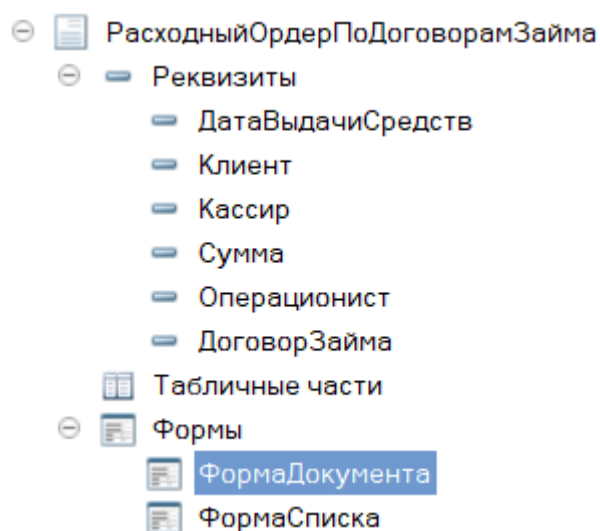 РасходныйОрдерПоДоговорамЗайма
Реквизиты
ДатаВыдачиСредств
Клиент
Кассир
Сумма
Операционист
ДоговорЗайма
Табличные части
Формы
ФормаДокумента
ФормаСписка